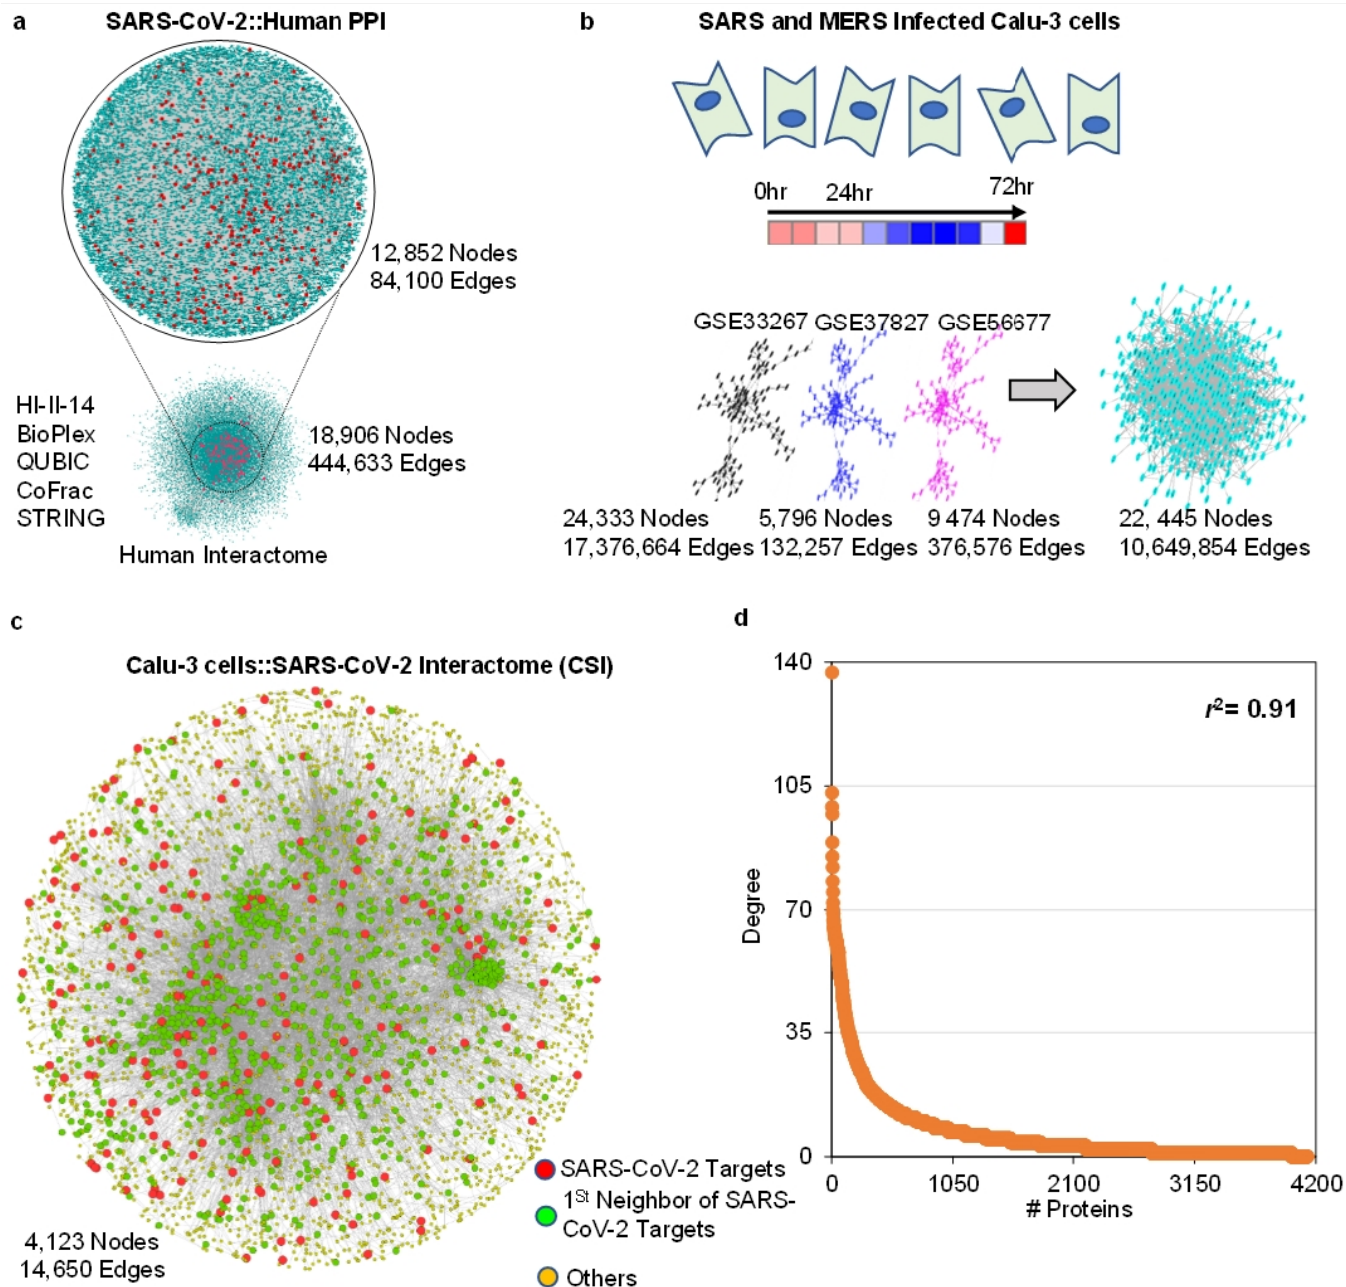 a
SARS-CoV-2::Human PPI
12,852 Nodes
84,100 Edges
HI-II-14
BioPlex
QUBIC
CoFrac
STRING
18,906 Nodes
444,633 Edges
Human Interactome
b
SARS and MERS Infected Calu-3 cells
0hr 24hr 72hr
GSE33267 GSE37827 GSE56677
24,333 Nodes 5,796 Nodes 9 474 Nodes 22, 445 Nodes
17,376,664 Edges 132,257 Edges 376,576 Edges 10,649,854 Edges
c
Calu-3 cells::SARS-CoV-2 Interactome (CSI)
4,123 Nodes
14,650 Edges
SARS-CoV-2 Targets
1St Neighbor of SARS-
CoV-2 Targets
Others
d
140
105
70
35
0
Degree
r²= 0.91
0 1050 2100 3150 4200
# Proteins